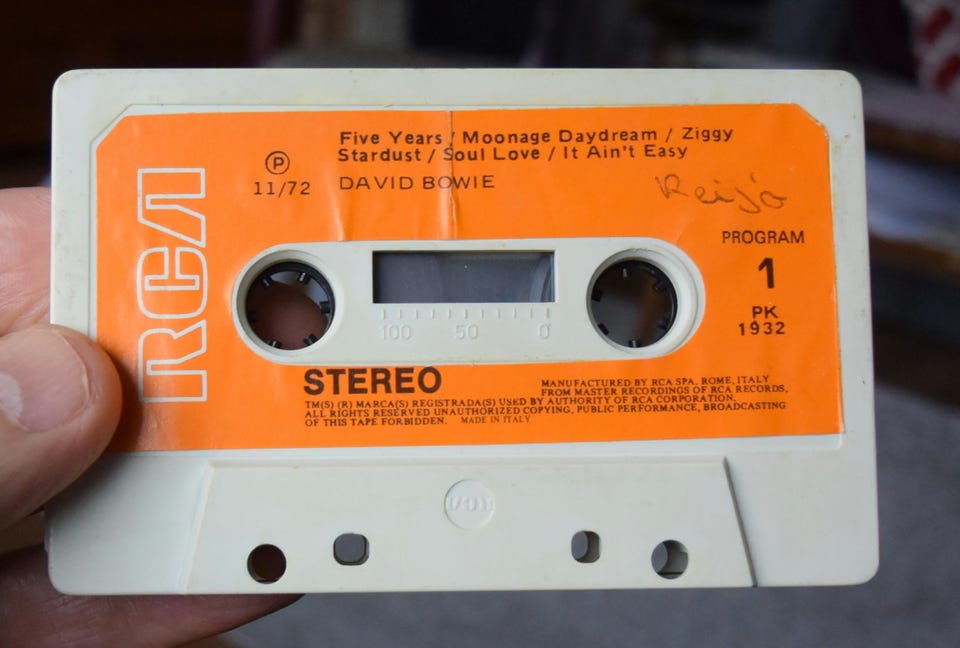 Five Years / Moonage Daydream / Ziggy
Stardust / Soul Love / It Ain't Easy
Ⓟ
11/72
DAVID BOWIE
RCA
PROGRAM
1
PK
1932
100 50 0
STEREO
MANUFACTURED BY RCA SPA. ROME, ITALY
FROM MASTER RECORDINGS OF RCA RECORDS,
TM(S) (R) MARCA(S) REGISTRADA(S) USED BY AUTHORITY OF RCA CORPORATION.
ALL RIGHTS RESERVED UNAUTHORIZED COPYING, PUBLIC PERFORMANCE, BROADCASTING
OF THIS TAPE FORBIDDEN. MADE IN ITALY